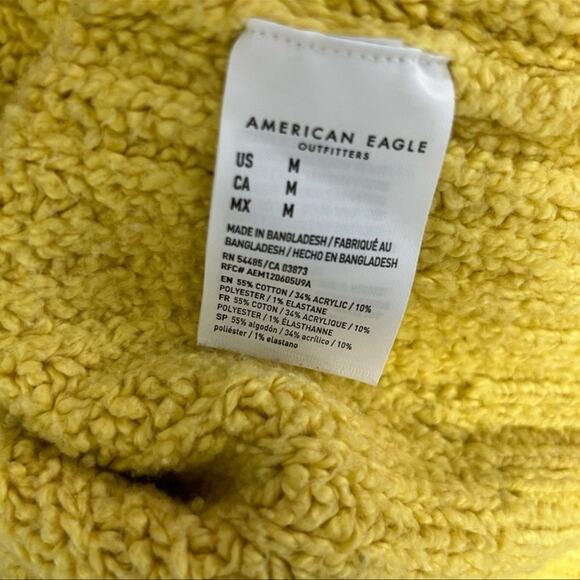 AMERICAN EAGLE
OUTFITTERS
US M
CA M
MX M
MADE IN BANGLADESH / FABRIQUÉ AU
BANGLADESH / HECHO EN BANGLADESH
RN 54485 / CA 03873
RFC# AEM120605U9A
EN 55% COTTON / 34% ACRYLIC / 10%
POLYESTER / 1% ELASTANE
FR 55% COTON / 34% ACRYLIQUE / 10%
POLYESTER / 1% ÉLASTHANNE
SP 55% algodón / 34% acrílico / 10%
poliéster / 1% elastano